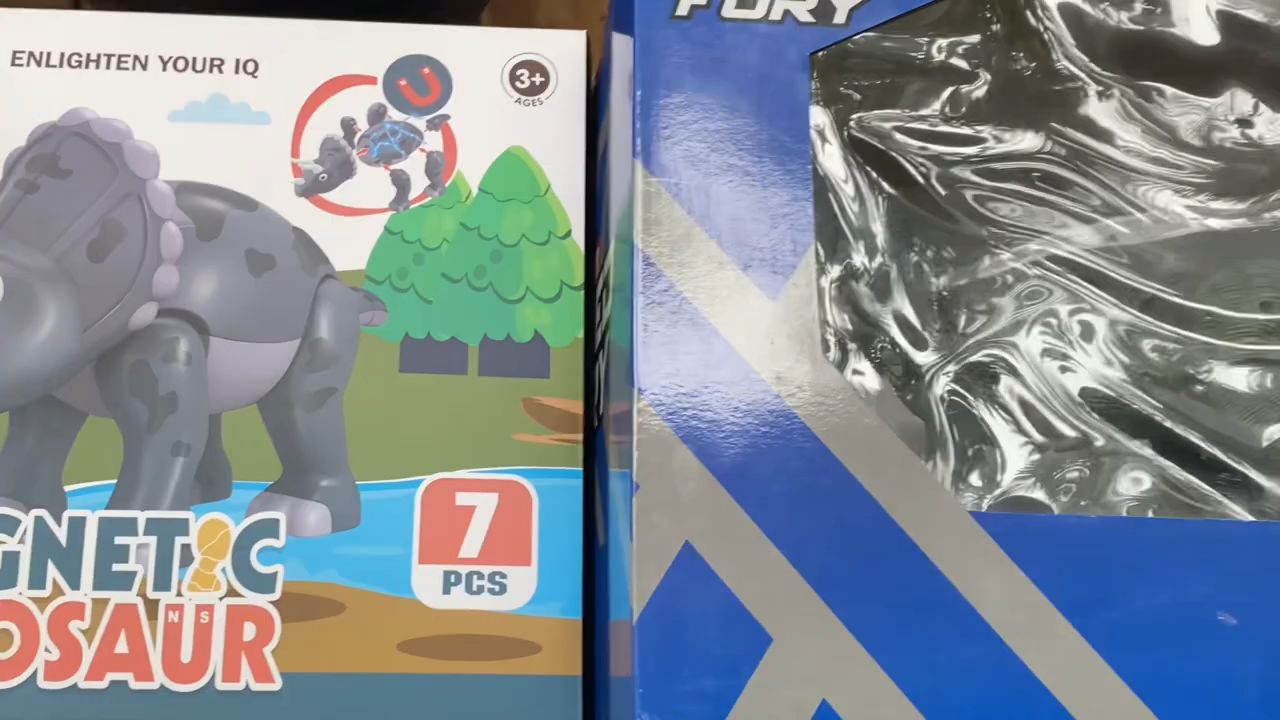 ENLIGHTEN YOUR IQ
3+
AGES
GNETIC
OSAUR
N S
7
PCS
FURY